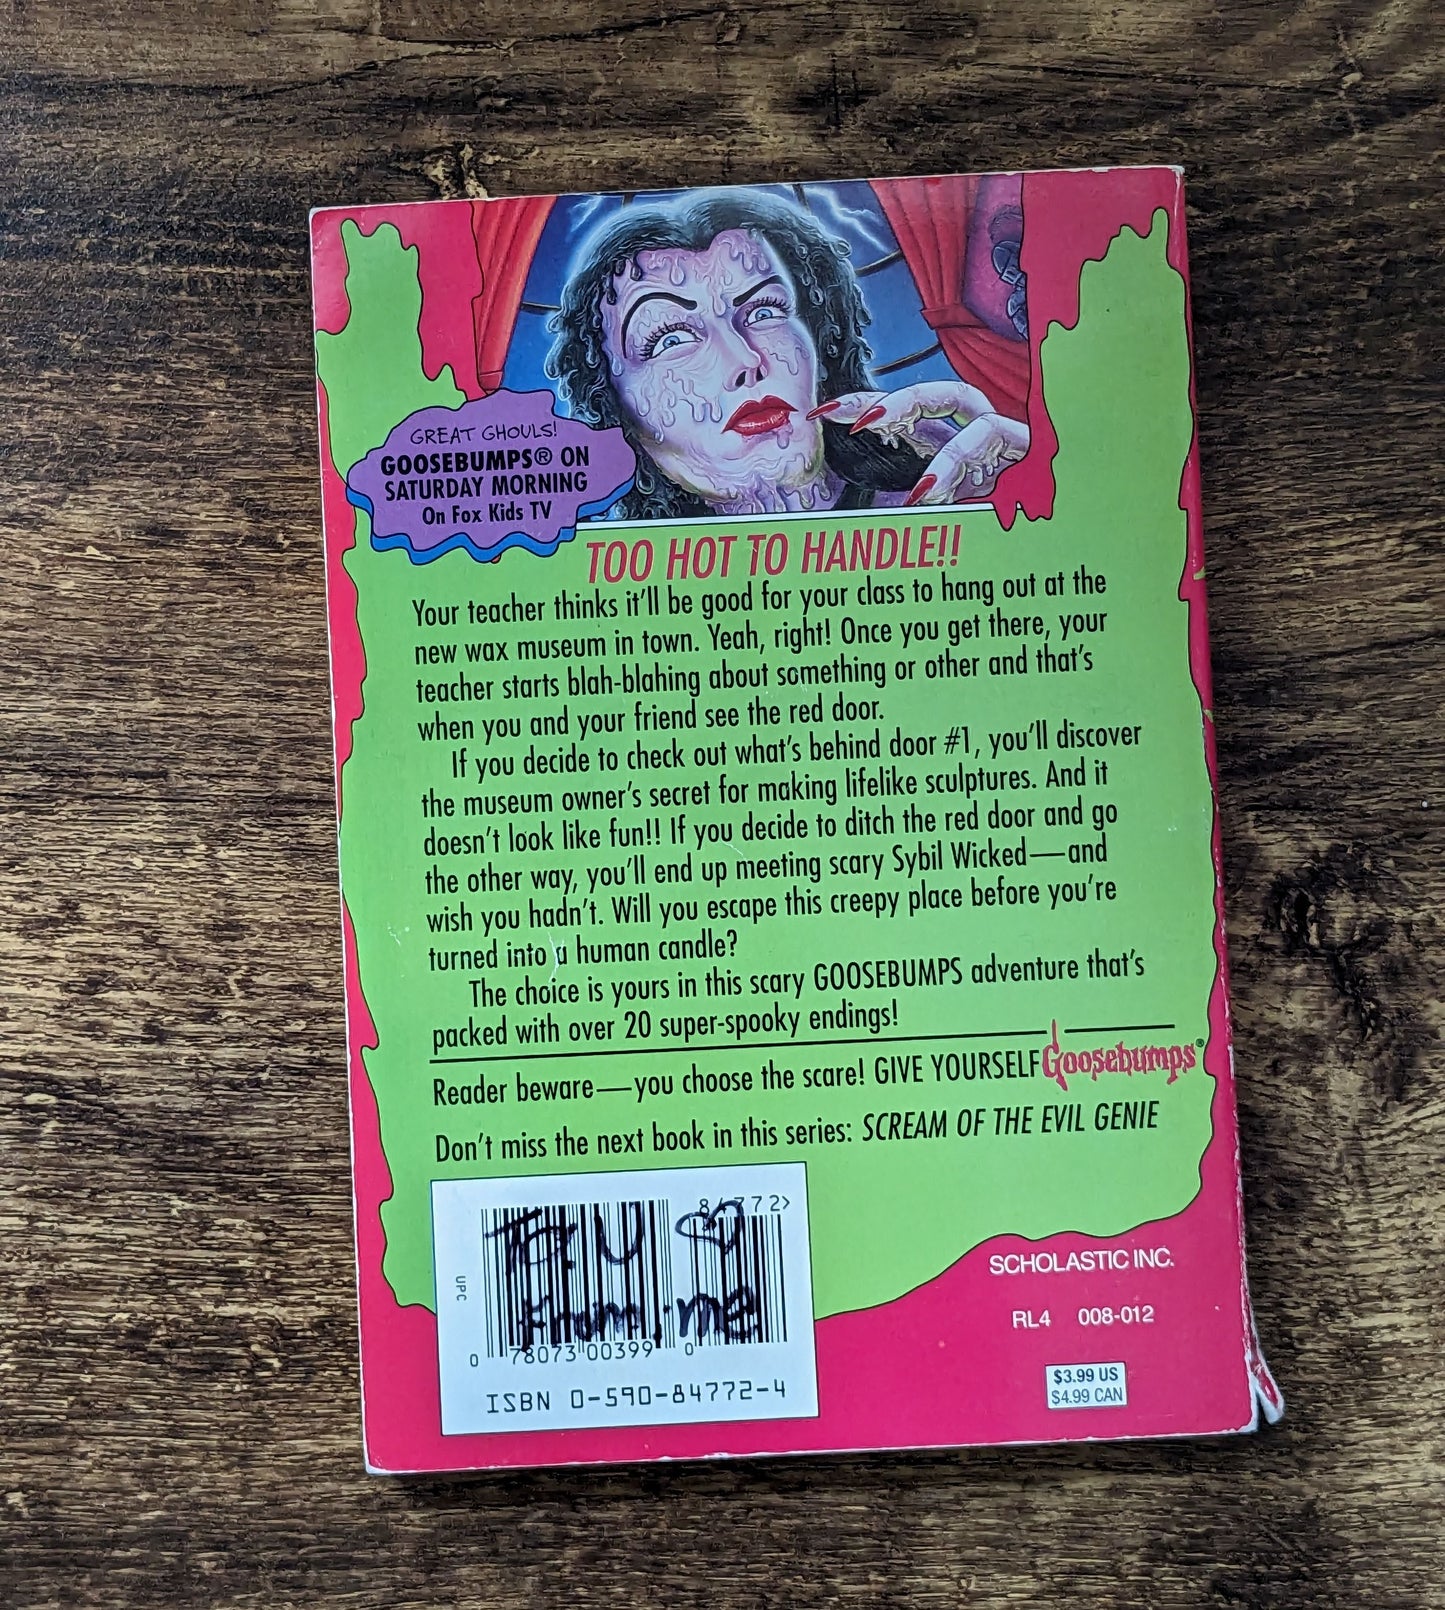 GREAT GHOULS!
GOOSEBUMPS® ON
SATURDAY MORNING
On Fox Kids TV
TOO HOT TO HANDLE!!
Your teacher thinks it'll be good for your class to hang out at the
new wax museum in town. Yeah, right! Once you get there, your
teacher starts blah-blahing about something or other and that's
when you and your friend see the red door.
If you decide to check out what's behind door #1, you'll discover
the museum owner's secret for making lifelike sculptures. And it
doesn't look like fun!! If you decide to ditch the red door and go
the other way, you'll end up meeting scary Sybil Wicked—and
wish you hadn't. Will you escape this creepy place before you're
turned into a human candle?
The choice is yours in this scary GOOSEBUMPS adventure that's
packed with over 20 super-spooky endings!
Reader beware—you choose the scare! GIVE YOURSELF Goosebumps®
Don't miss the next book in this series: SCREAM OF THE EVIL GENIE
84772>
To: U ♡
From: me
UPC
0 78073 00399 0
ISBN 0-590-84772-4
SCHOLASTIC INC.
RL4 008-012
$3.99 US
$4.99 CAN